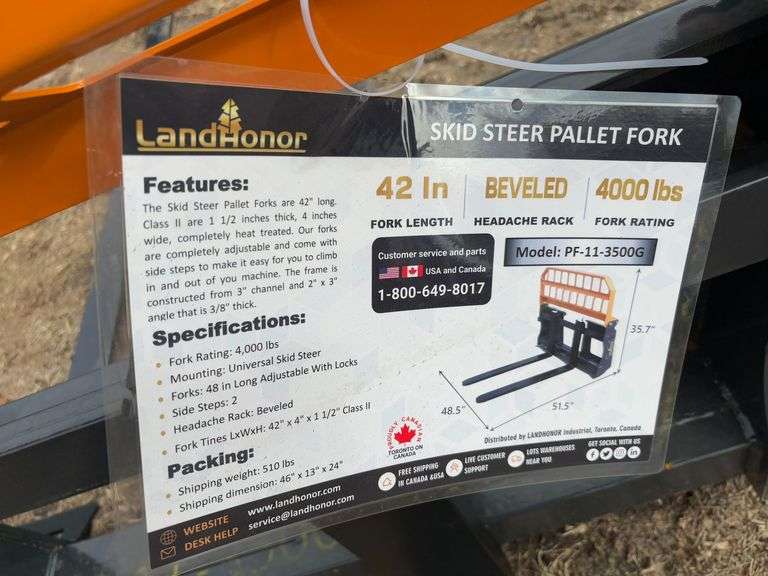 LandHonor
SKID STEER PALLET FORK
Features:
The Skid Steer Pallet Forks are 42" long.
Class II are 1 1/2 inches thick, 4 inches
wide, completely heat treated. Our forks
are completely adjustable and come with
side steps to make it easy for you to climb
in and out of you machine. The frame is
constructed from 3" channel and 2" x 3"
angle that is 3/8" thick.
42 In
FORK LENGTH
BEVELED
HEADACHE RACK
4000 lbs
FORK RATING
Customer service and parts
USA and Canada
1-800-649-8017
Model: PF-11-3500G
35.7"
48.5"
51.5"
Specifications:
• Fork Rating: 4,000 lbs
• Mounting: Universal Skid Steer
• Forks: 48 in Long Adjustable With Locks
• Side Steps: 2
• Headache Rack: Beveled
• Fork Tines LxWxH: 42" x 4" x 1 1/2" Class II
Packing:
• Shipping weight: 510 lbs
• Shipping dimension: 46" x 13" x 24"
PROUDLY CANADIAN
TORONTO ON
CANADA
Distributed by LANDHONOR Industrial, Toronto, Canada
WEBSITE www.landhonor.com
DESK HELP service@landhonor.com
FREE SHIPPING
IN CANADA &USA
LIVE CUSTOMER
SUPPORT
LOTS WAREHOUSES
NEAR YOU
GET SOCIAL WITH US